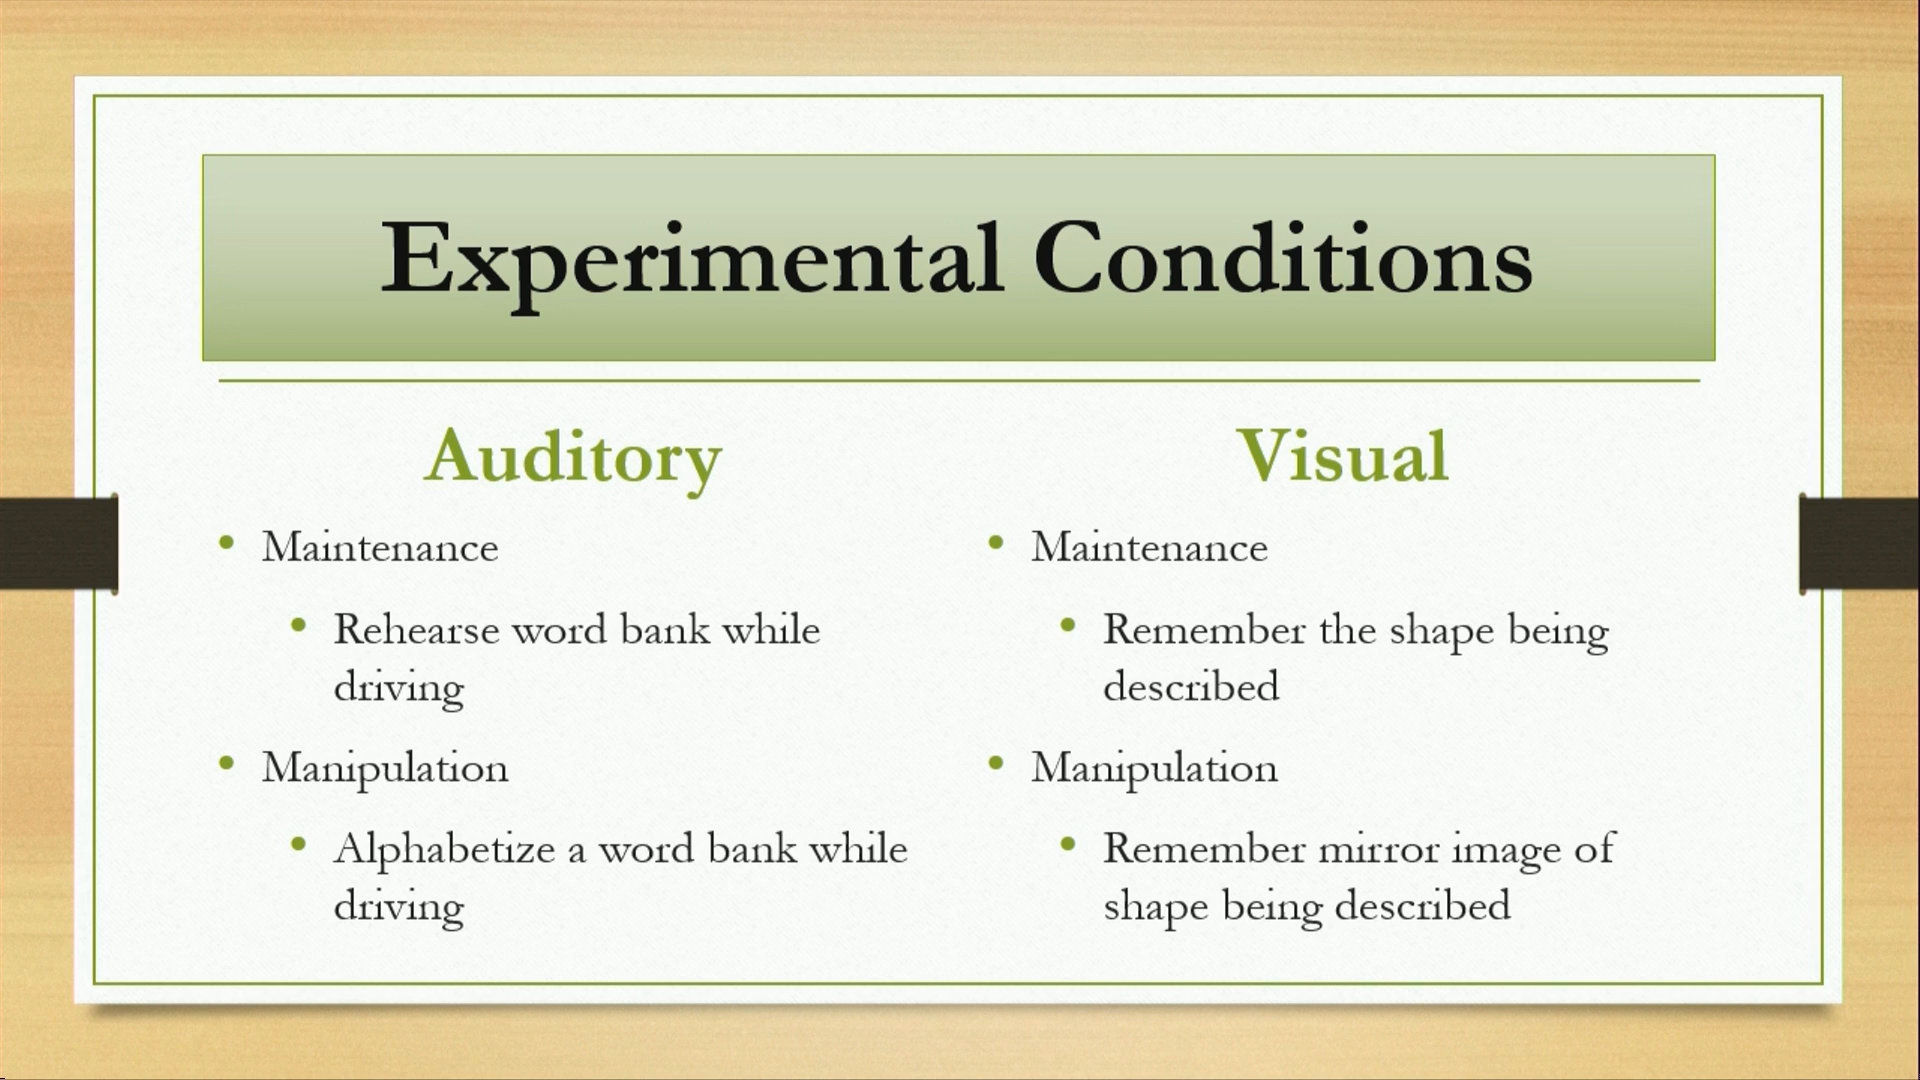 Experimental Conditions
Auditory
• Maintenance
• Rehearse word bank while
driving
• Manipulation
• Alphabetize a word bank while
driving
Visual
• Maintenance
• Remember the shape being
described
• Manipulation
• Remember mirror image of
shape being described